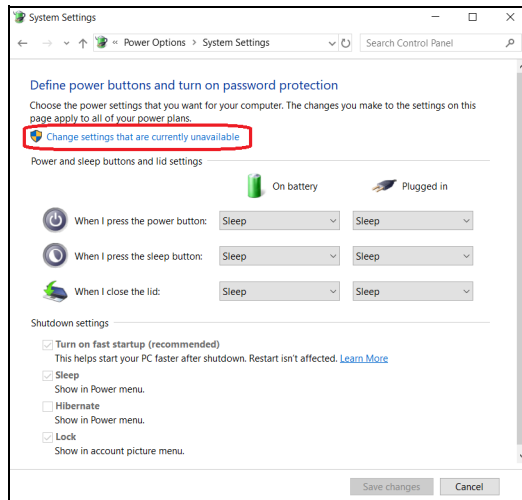 System Settings
« Power Options > System Settings
Search Control Panel
Define power buttons and turn on password protection
Choose the power settings that you want for your computer. The changes you make to the settings on this
page apply to all of your power plans.
Change settings that are currently unavailable
Power and sleep buttons and lid settings
On battery Plugged in
When I press the power button: Sleep Sleep
When I press the sleep button: Sleep Sleep
When I close the lid: Sleep Sleep
Shutdown settings
Turn on fast startup (recommended)
This helps start your PC faster after shutdown. Restart isn't affected. Learn More
Sleep
Show in Power menu.
Hibernate
Show in Power menu.
Lock
Show in account picture menu.
Save changes Cancel